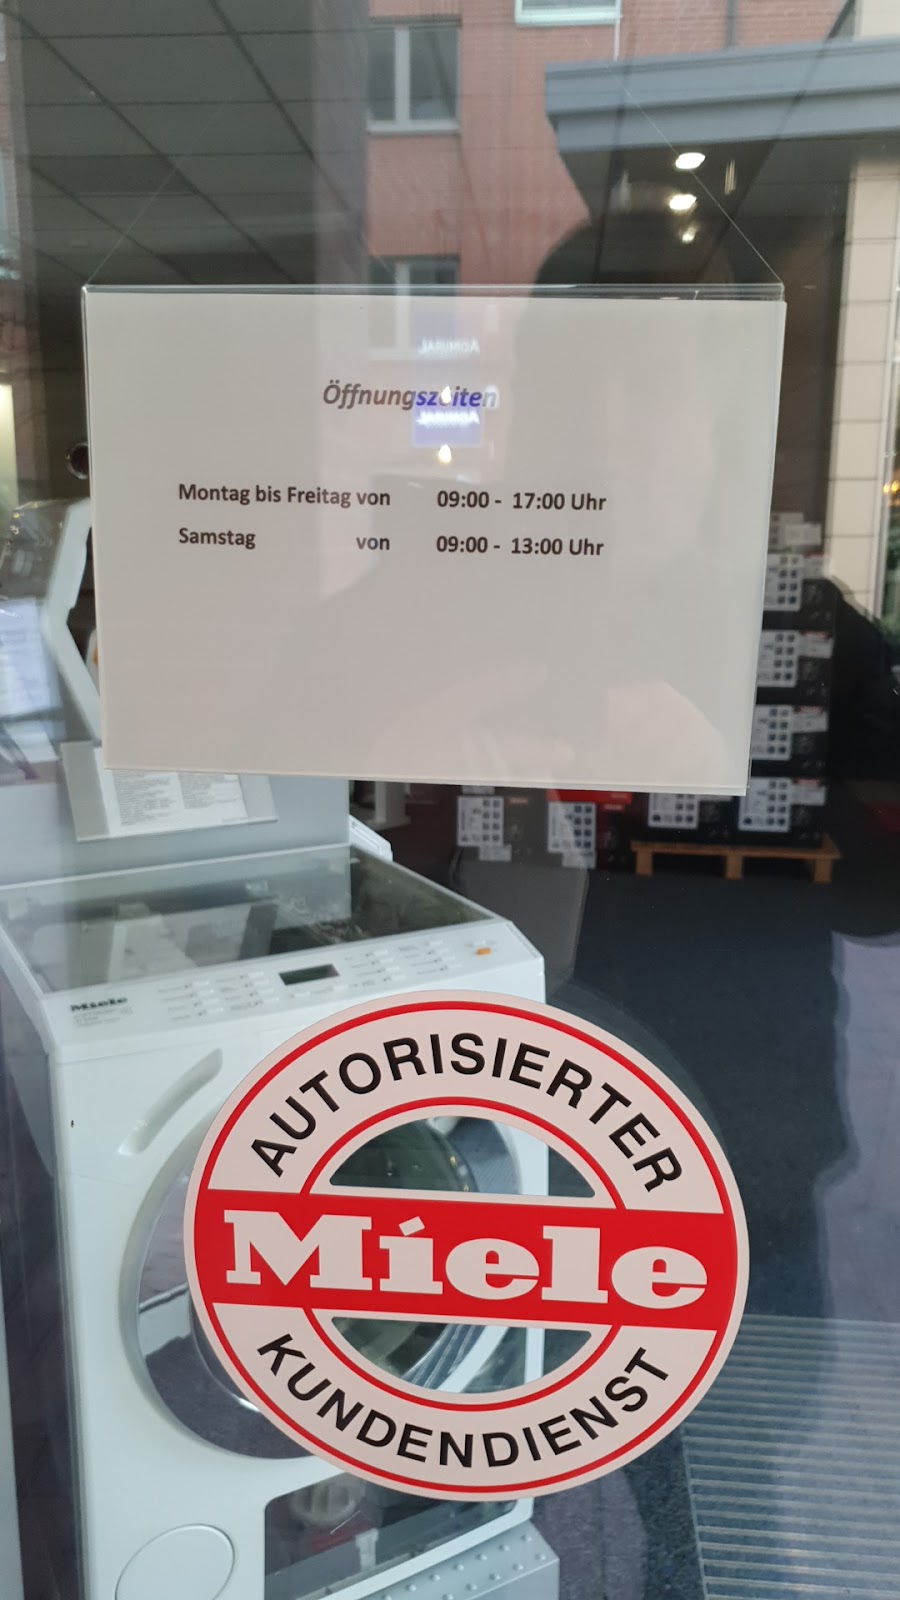 Öffnungszeiten
Montag bis Freitag von 09:00 - 17:00 Uhr
Samstag von 09:00 - 13:00 Uhr
Miele
AUTORISIERTER
Miele
KUNDENDIENST